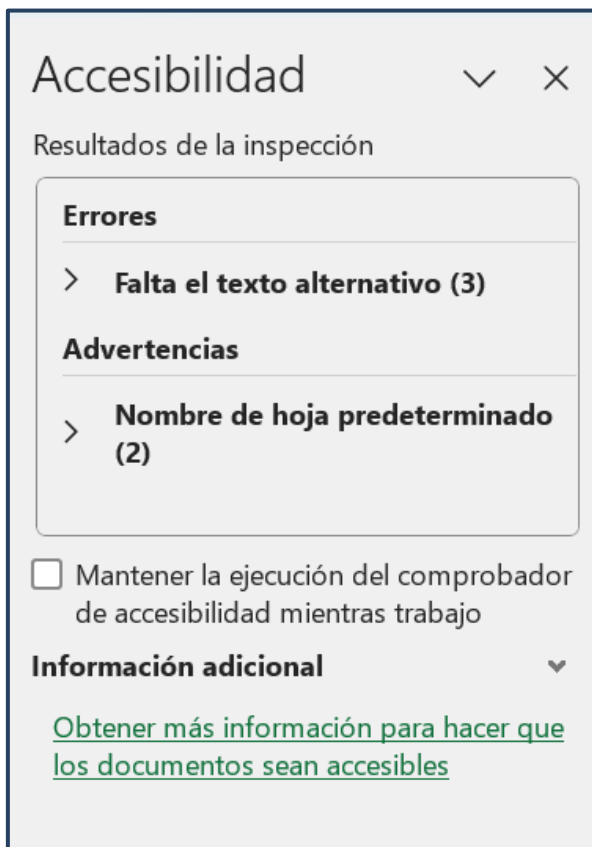 Accesibilidad
Resultados de la inspección
Errores
Falta el texto alternativo (3)
Advertencias
Nombre de hoja predeterminado
(2)
Mantener la ejecución del comprobador
de accesibilidad mientras trabajo
Información adicional
Obtener más información para hacer que
los documentos sean accesibles